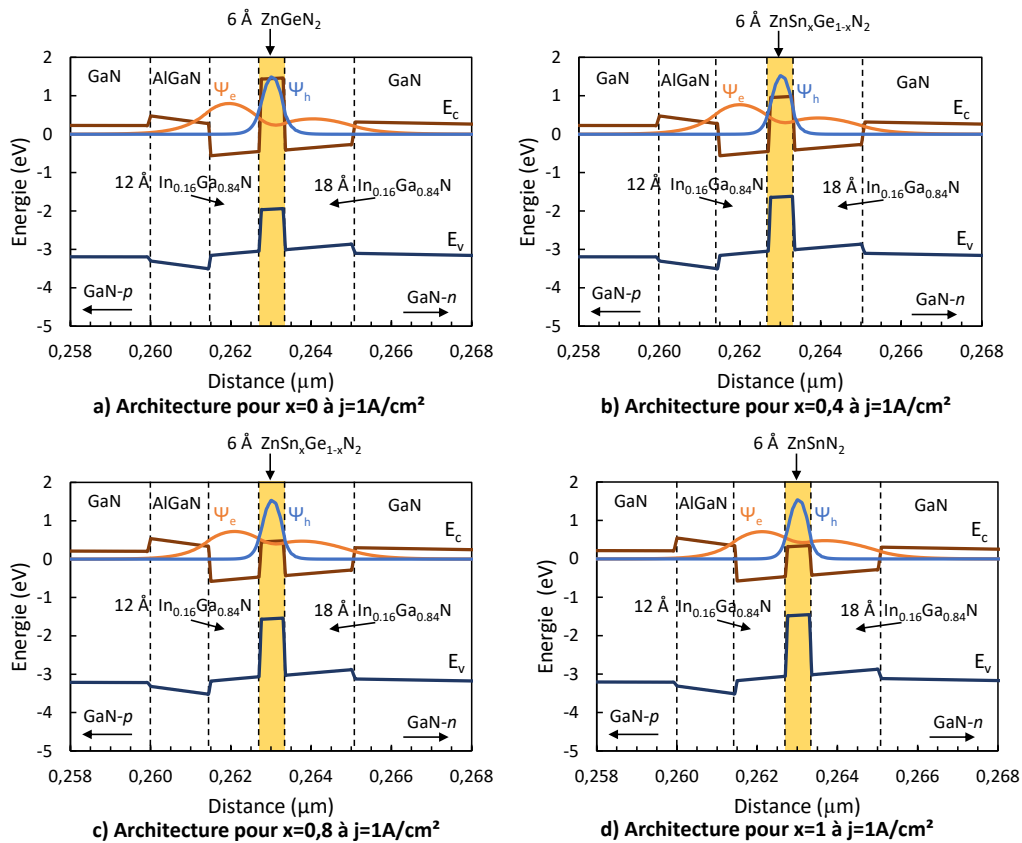 6 Å ZnGeN₂
GaN AlGaN GaN
Ψe Ψh Ec
12 Å In₀.₁₆Ga₀.₈₄N 18 Å In₀.₁₆Ga₀.₈₄N
Ev
GaN-p GaN-n
Energie (eV)
2
1
0
-1
-2
-3
-4
-5
0,258 0,260 0,262 0,264 0,266 0,268
Distance (μm)
a) Architecture pour x=0 à j=1A/cm²
6 Å ZnSnₓGe₁₋ₓN₂
GaN AlGaN GaN
Ψe Ψh Ec
12 Å In₀.₁₆Ga₀.₈₄N 18 Å In₀.₁₆Ga₀.₈₄N
Ev
GaN-p GaN-n
Energie (eV)
2
1
0
-1
-2
-3
-4
-5
0,258 0,260 0,262 0,264 0,266 0,268
Distance (μm)
b) Architecture pour x=0,4 à j=1A/cm²
6 Å ZnSnₓGe₁₋ₓN₂
GaN AlGaN GaN
Ψe Ψh Ec
12 Å In₀.₁₆Ga₀.₈₄N 18 Å In₀.₁₆Ga₀.₈₄N
Ev
GaN-p GaN-n
Energie (eV)
2
1
0
-1
-2
-3
-4
-5
0,258 0,260 0,262 0,264 0,266 0,268
Distance (μm)
c) Architecture pour x=0,8 à j=1A/cm²
6 Å ZnSnN₂
GaN AlGaN GaN
Ψe Ψh Ec
12 Å In₀.₁₆Ga₀.₈₄N 18 Å In₀.₁₆Ga₀.₈₄N
Ev
GaN-p GaN-n
Energie (eV)
2
1
0
-1
-2
-3
-4
-5
0,258 0,260 0,262 0,264 0,266 0,268
Distance (μm)
d) Architecture pour x=1 à j=1A/cm²